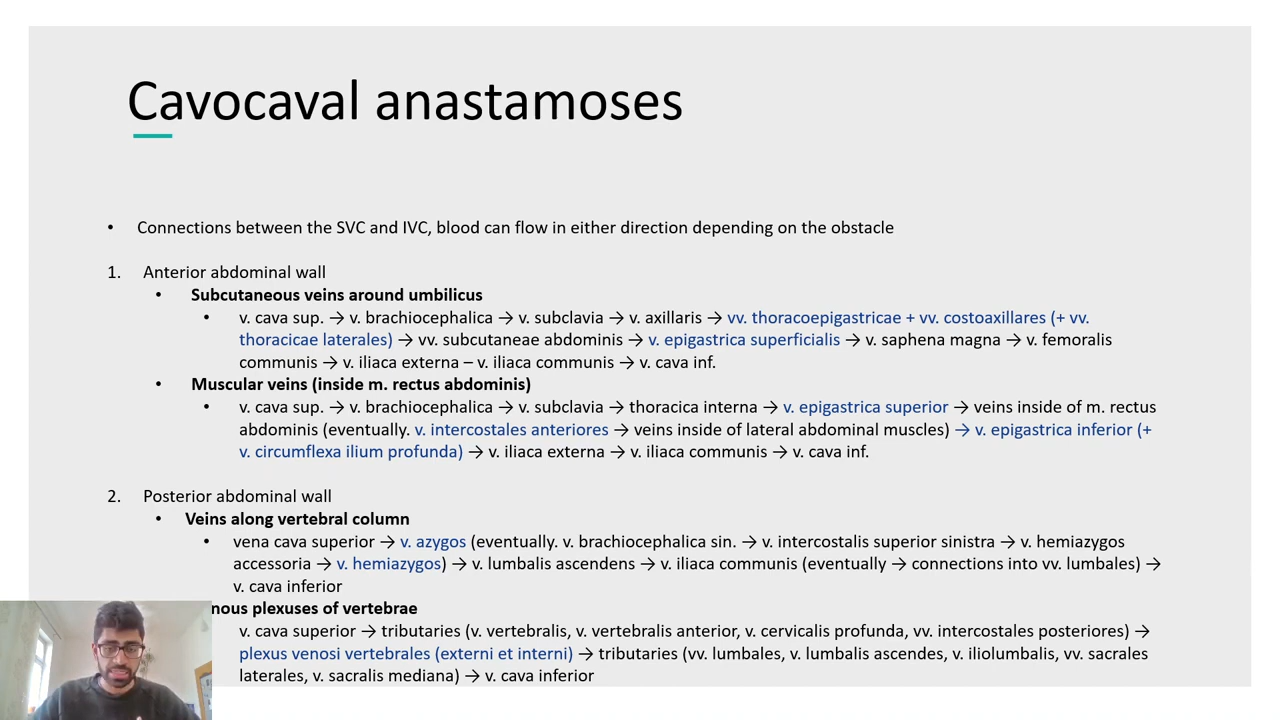 Cavocaval anastamoses
• Connections between the SVC and IVC, blood can flow in either direction depending on the obstacle
1. Anterior abdominal wall
• Subcutaneous veins around umbilicus
• v. cava sup. → v. brachiocephalica → v. subclavia → v. axillaris → vv. thoracoepigastricae + vv. costoaxillares (+ vv.
thoracicae laterales) → vv. subcutaneae abdominis → v. epigastrica superficialis → v. saphena magna → v. femoralis
communis → v. iliaca externa – v. iliaca communis → v. cava inf.
• Muscular veins (inside m. rectus abdominis)
• v. cava sup. → v. brachiocephalica → v. subclavia → thoracica interna → v. epigastrica superior → veins inside of m. rectus
abdominis (eventually. v. intercostales anteriores → veins inside of lateral abdominal muscles) → v. epigastrica inferior (+
v. circumflexa ilium profunda) → v. iliaca externa → v. iliaca communis → v. cava inf.
2. Posterior abdominal wall
• Veins along vertebral column
• vena cava superior → v. azygos (eventually. v. brachiocephalica sin. → v. intercostalis superior sinistra → v. hemiazygos
accessoria → v. hemiazygos) → v. lumbalis ascendens → v. iliaca communis (eventually → connections into vv. lumbales) →
v. cava inferior
nous plexuses of vertebrae
v. cava superior → tributaries (v. vertebralis, v. vertebralis anterior, v. cervicalis profunda, vv. intercostales posteriores) →
plexus venosi vertebrales (externi et interni) → tributaries (vv. lumbales, v. lumbalis ascendes, v. iliolumbalis, vv. sacrales
laterales, v. sacralis mediana) → v. cava inferior